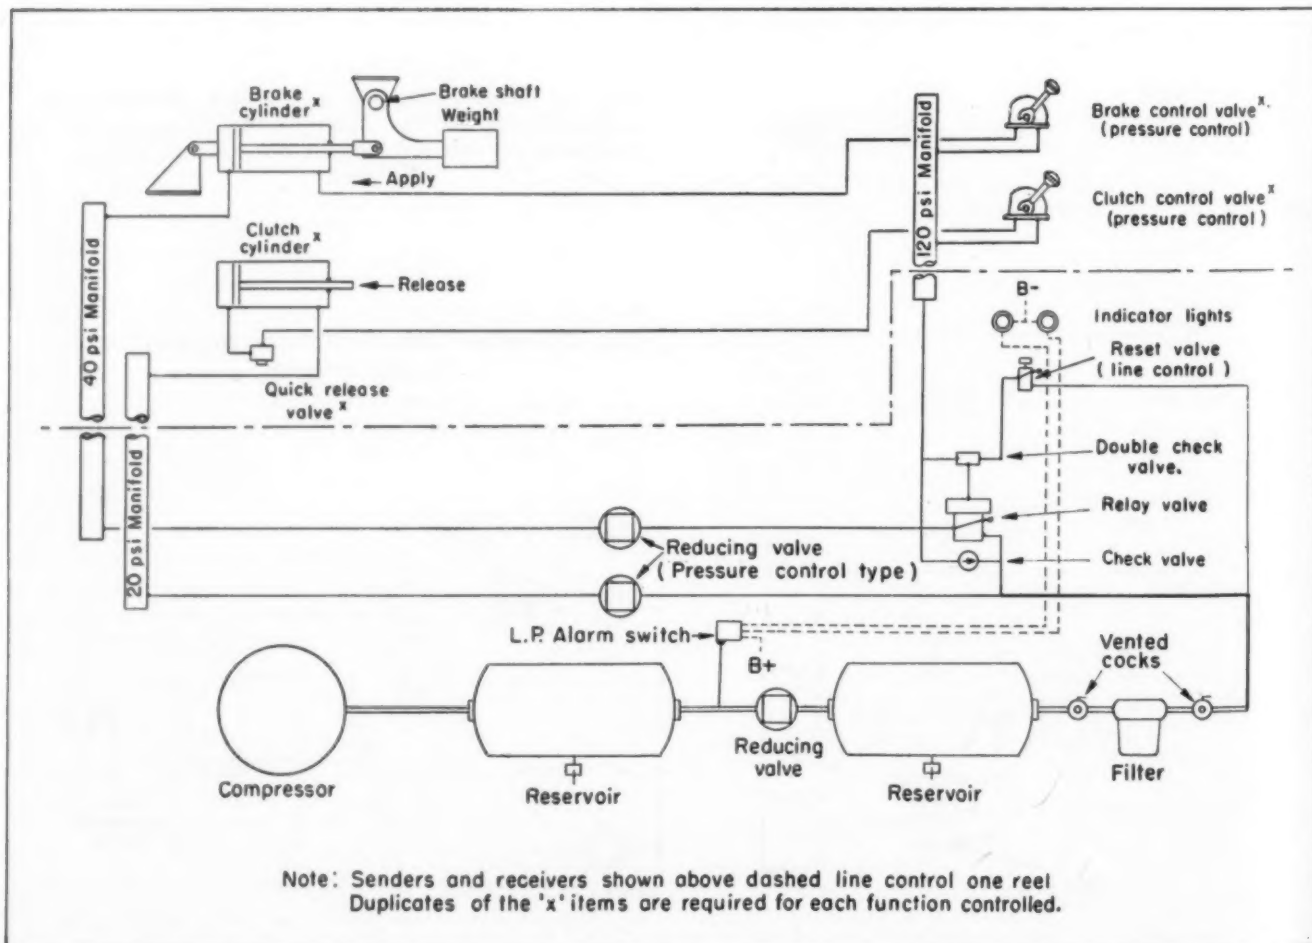 Brake cylinder x
Brake shaft
Weight
Apply
Clutch cylinder x
Release
Quick release valve x
40 psi Manifold
20 psi Manifold
120 psi Manifold
Brake control valve x.
(pressure control)
Clutch control valve x
(pressure control)
B-
Indicator lights
Reset valve
(line control)
Double check valve.
Relay valve
Check valve
Reducing valve
(Pressure control type)
L.P. Alarm switch
B+
Vented cocks
Compressor
Reservoir
Reducing valve
Reservoir
Filter
Note: Senders and receivers shown above dashed line control one reel
Duplicates of the 'x' items are required for each function controlled.